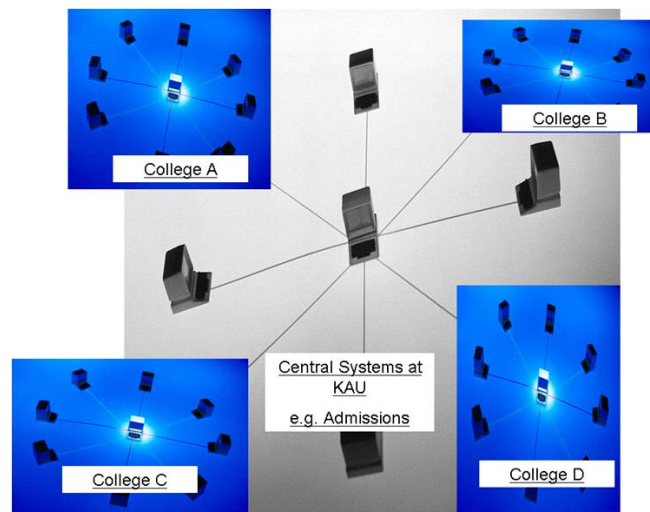 College A
College B
Central Systems at
KAU
e.g. Admissions
College C
College D